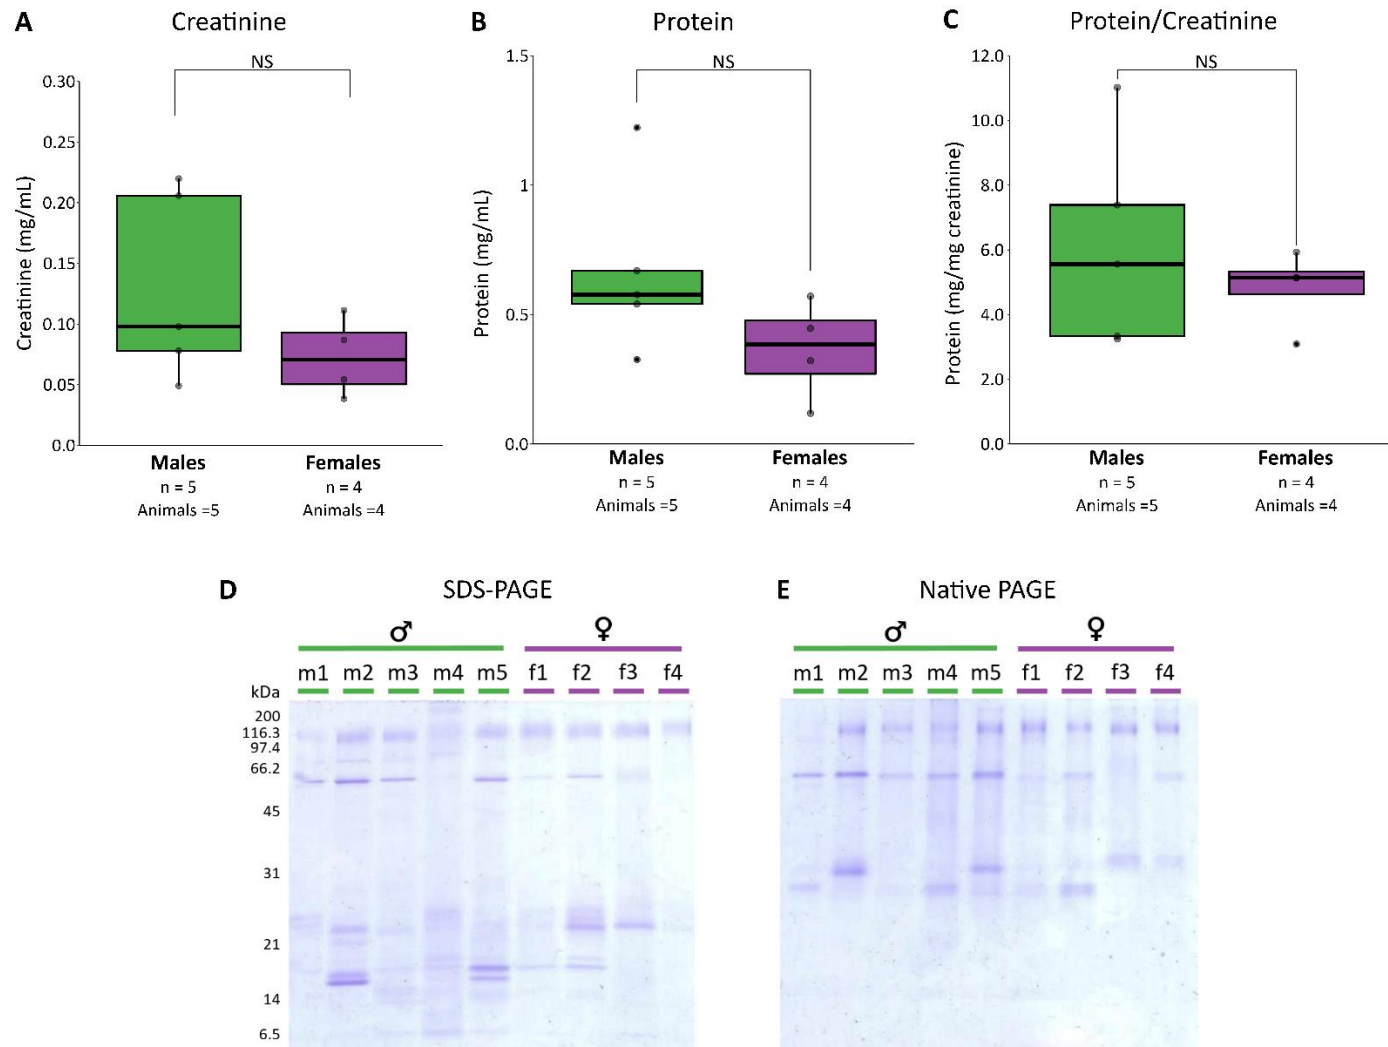 A Creatinine
NS
Creatinine (mg/mL)
0.30
0.25
0.20
0.15
0.10
0.05
0.0
Males
n = 5
Animals =5
Females
n = 4
Animals =4
B Protein
NS
Protein (mg/mL)
1.5
1
0.5
0.0
Males
n = 5
Animals =5
Females
n = 4
Animals =4
C Protein/Creatinine
NS
Protein (mg/mg creatinine)
12.0
10.0
8.0
6.0
4.0
2.0
0.0
Males
n = 5
Animals =5
Females
n = 4
Animals =4
D SDS-PAGE
♂ ♀
m1 m2 m3 m4 m5 f1 f2 f3 f4
kDa
200
116.3
97.4
66.2
45
31
21
14
6.5
E Native PAGE
♂ ♀
m1 m2 m3 m4 m5 f1 f2 f3 f4